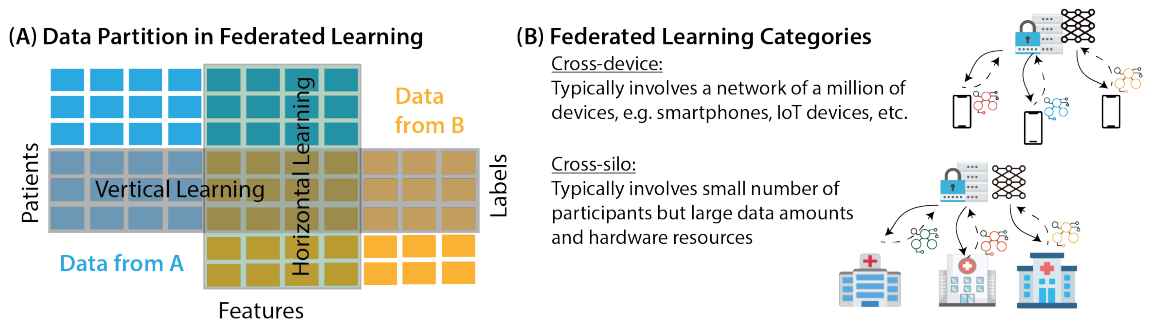 (A) Data Partition in Federated Learning
Data
from B
Patients
Vertical Learning
Horizontal Learning
Labels
Data from A
Features
(B) Federated Learning Categories
Cross-device:
Typically involves a network of a million of
devices, e.g. smartphones, IoT devices, etc.
Cross-silo:
Typically involves small number of
participants but large data amounts
and hardware resources